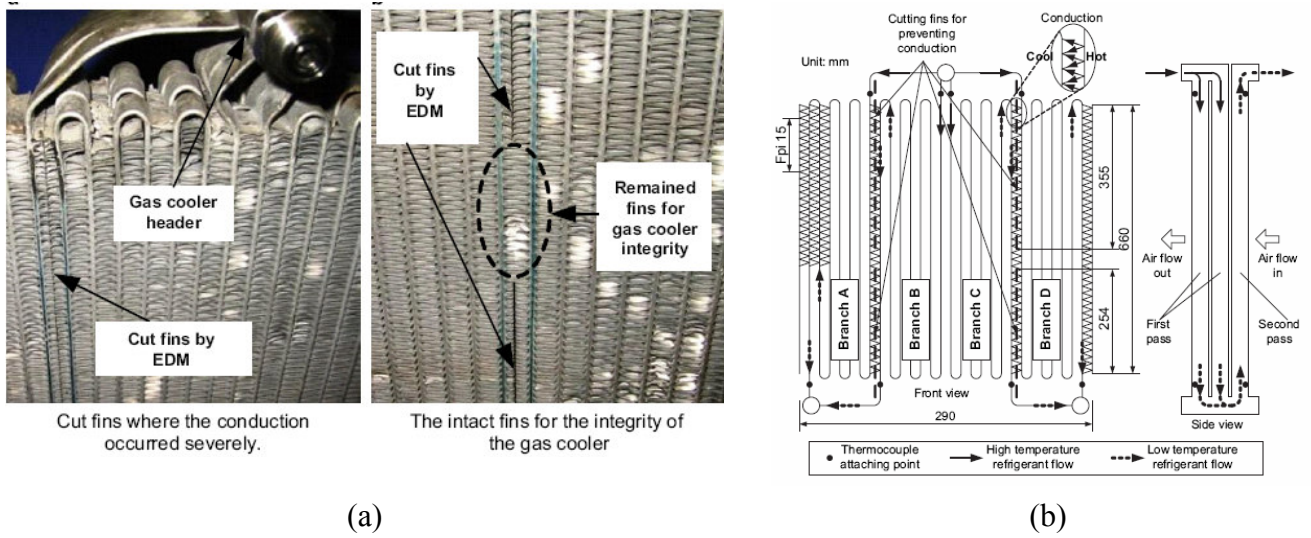 Gas cooler
header
Cut fins by
EDM
Cut fins where the conduction
occurred severely.
b
Cut fins
by
EDM
Remained
fins for
gas cooler
integrity
The intact fins for the integrity of
the gas cooler
(a)
b
Cutting fins for
preventing
conduction
Conduction
Cool
Hot
Unit: mm
Fpi 15
355
660
254
Branch A
Branch B
Branch C
Branch D
Front view
290
Air flow
out
Air flow
in
First
pass
Second
pass
Side view
Thermocouple
attaching point
High temperature
refrigerant flow
Low temperature
refrigerant flow
(b)